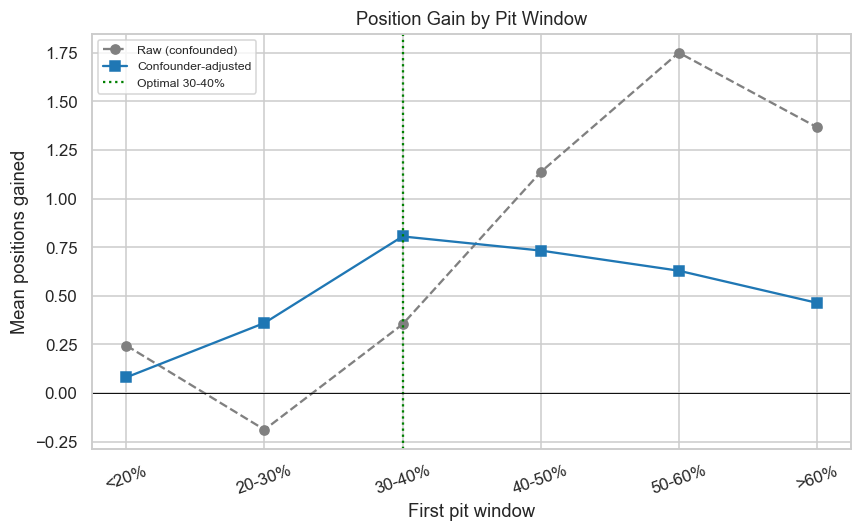 Position Gain by Pit Window
Raw (confounded)
Confounder-adjusted
Optimal 30-40%
Mean positions gained
1.75
1.50
1.25
1.00
0.75
0.50
0.25
0.00
−0.25
<20%
20-30%
30-40%
40-50%
50-60%
>60%
First pit window